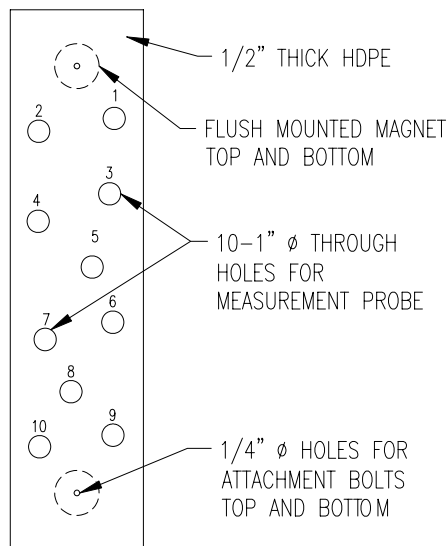 1/2" THICK HDPE
1
2
FLUSH MOUNTED MAGNET
TOP AND BOTTOM
3
4
5
10-1" ø THROUGH
HOLES FOR
MEASUREMENT PROBE
6
7
8
9
10
1/4" ø HOLES FOR
ATTACHMENT BOLTS
TOP AND BOTTOM